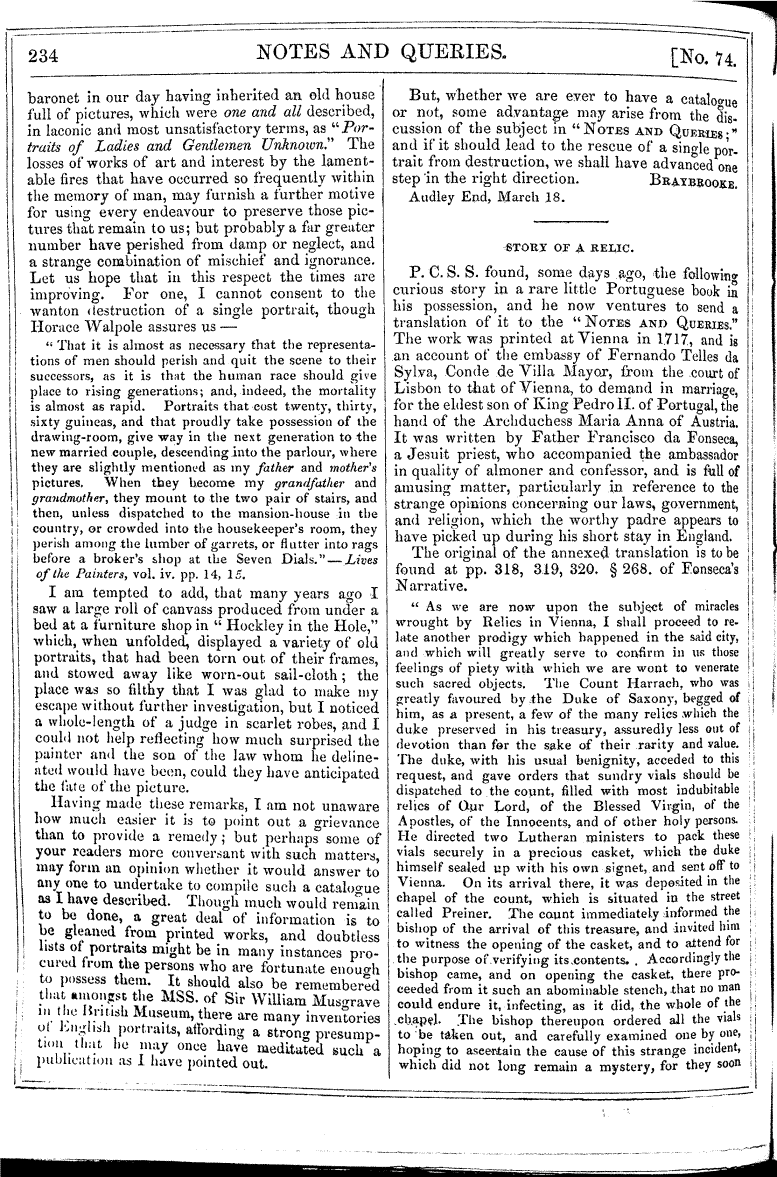 234 NOTES AND QUERIES. [No. 74.
baronet in our day having inherited an old house
full of pictures, which were one and all described,
in laconic and most unsatisfactory terms, as "Por-
traits of Ladies and Gentlemen Unknown." The
losses of works of art and interest by the lament-
able fires that have occurred so frequently within
the memory of man, may furnish a further motive
for using every endeavour to preserve those pic-
tures that remain to us; but probably a far greater
number have perished from damp or neglect, and
a strange combination of mischief and ignorance.
Let us hope that in this respect the times are
improving. For one, I cannot consent to the
wanton destruction of a single portrait, though
Horace Walpole assures us —
"That it is almost as necessary that the representa-
tions of men should perish and quit the scene to their
successors, as it is that the human race should give
place to rising generations; and, indeed, the mortality
is almost as rapid. Portraits that cost twenty, thirty,
sixty guineas, and that proudly take possession of the
drawing-room, give way in the next generation to the
new married couple, descending into the parlour, where
they are slightly mentioned as my father and mother's
pictures. When they become my grandfather and
grandmother, they mount to the two pair of stairs, and
then, unless dispatched to the mansion-house in the
country, or crowded into the housekeeper's room, they
perish among the lumber of garrets, or flutter into rags
before a broker's shop at the Seven Dials."—Lives
of the Painters, vol. iv. pp. 14, 15.
I am tempted to add, that many years ago I
saw a large roll of canvass produced from under a
bed at a furniture shop in "Hockley in the Hole,"
which, when unfolded, displayed a variety of old
portraits, that had been torn out of their frames,
and stowed away like worn-out sail-cloth; the
place was so filthy that I was glad to make my
escape without further investigation, but I noticed
a whole-length of a judge in scarlet robes, and I
could not help reflecting how much surprised the
painter and the son of the law whom he deline-
ated would have been, could they have anticipated
the fate of the picture.
Having made these remarks, I am not unaware
how much easier it is to point out a grievance
than to provide a remedy; but perhaps some of
your readers more conversant with such matters,
may form an opinion whether it would answer to
any one to undertake to compile such a catalogue
as I have described. Though much would remain
to be done, a great deal of information is to
be gleaned from printed works, and doubtless
lists of portraits might be in many instances pro-
cured from the persons who are fortunate enough
to possess them. It should also be remembered
that amongst the MSS. of Sir William Musgrave
in the British Museum, there are many inventories
of English portraits, affording a strong presump-
tion that he may once have meditated such a
publication as I have pointed out.
But, whether we are ever to have a catalogue
or not, some advantage may arise from the dis-
cussion of the subject in "NOTES AND QUERIES;"
and if it should lead to the rescue of a single por-
trait from destruction, we shall have advanced one
step in the right direction. BRAYBROOKE.
Audley End, March 18.
STORY OF A RELIC.
P. C. S. S. found, some days ago, the following
curious story in a rare little Portuguese book in
his possession, and he now ventures to send a
translation of it to the "NOTES AND QUERIES."
The work was printed at Vienna in 1717, and is
an account of the embassy of Fernando Telles da
Sylva, Conde de Villa Mayor, from the court of
Lisbon to that of Vienna, to demand in marriage,
for the eldest son of King Pedro II. of Portugal, the
hand of the Archduchess Maria Anna of Austria.
It was written by Father Francisco da Fonseca,
a Jesuit priest, who accompanied the ambassador
in quality of almoner and confessor, and is full of
amusing matter, particularly in reference to the
strange opinions concerning our laws, government,
and religion, which the worthy padre appears to
have picked up during his short stay in England.
The original of the annexed translation is to be
found at pp. 318, 319, 320. § 268. of Fonseca's
Narrative.
"As we are now upon the subject of miracles
wrought by Relics in Vienna, I shall proceed to re-
late another prodigy which happened in the said city,
and which will greatly serve to confirm in us those
feelings of piety with which we are wont to venerate
such sacred objects. The Count Harrach, who was
greatly favoured by the Duke of Saxony, begged of
him, as a present, a few of the many relics which the
duke preserved in his treasury, assuredly less out of
devotion than for the sake of their rarity and value.
The duke, with his usual benignity, acceded to this
request, and gave orders that sundry vials should be
dispatched to the count, filled with most indubitable
relics of Our Lord, of the Blessed Virgin, of the
Apostles, of the Innocents, and of other holy persons.
He directed two Lutheran ministers to pack these
vials securely in a precious casket, which the duke
himself sealed up with his own signet, and sent off to
Vienna. On its arrival there, it was deposited in the
chapel of the count, which is situated in the street
called Preiner. The count immediately informed the
bishop of the arrival of this treasure, and invited him
to witness the opening of the casket, and to attend for
the purpose of verifying its contents. Accordingly the
bishop came, and on opening the casket, there pro-
ceeded from it such an abominable stench, that no man
could endure it, infecting, as it did, the whole of the
chapel. The bishop thereupon ordered all the vials
to be taken out, and carefully examined one by one,
hoping to ascertain the cause of this strange incident,
which did not long remain a mystery, for they soon